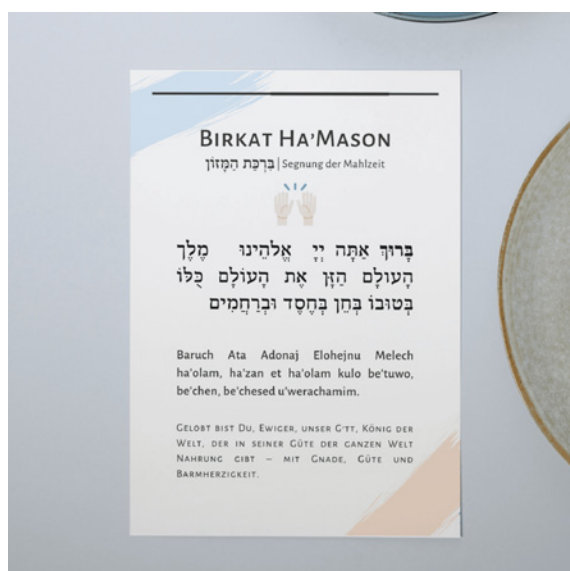 BIRKAT HA'MASON
בִּרְכַּת הַמָּזוֹן | Segnung der Mahlzeit
בָּרוּךְ אַתָּה יְיָ אֱלֹהֵינוּ מֶלֶךְ
הָעוֹלָם הַזָּן אֶת הָעוֹלָם כֻּלּוֹ
בְּטוּבוֹ בְּחֵן בְּחֶסֶד וּבְרַחֲמִים
Baruch Ata Adonaj Elohejnu Melech
ha'olam, ha'zan et ha'olam kulo be'tuwo,
be'chen, be'chesed u'werachamim.
GELOBT BIST DU, EWIGER, UNSER G'TT, KÖNIG DER
WELT, DER IN SEINER GÜTE DER GANZEN WELT
NAHRUNG GIBT – MIT GNADE, GÜTE UND
BARMHERZIGKEIT.